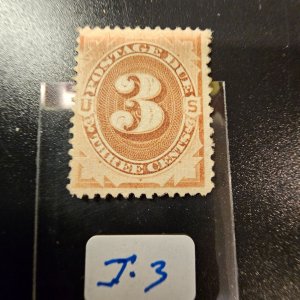 POSTAGE DUE
U 3 S
THREE CENTS
J.3